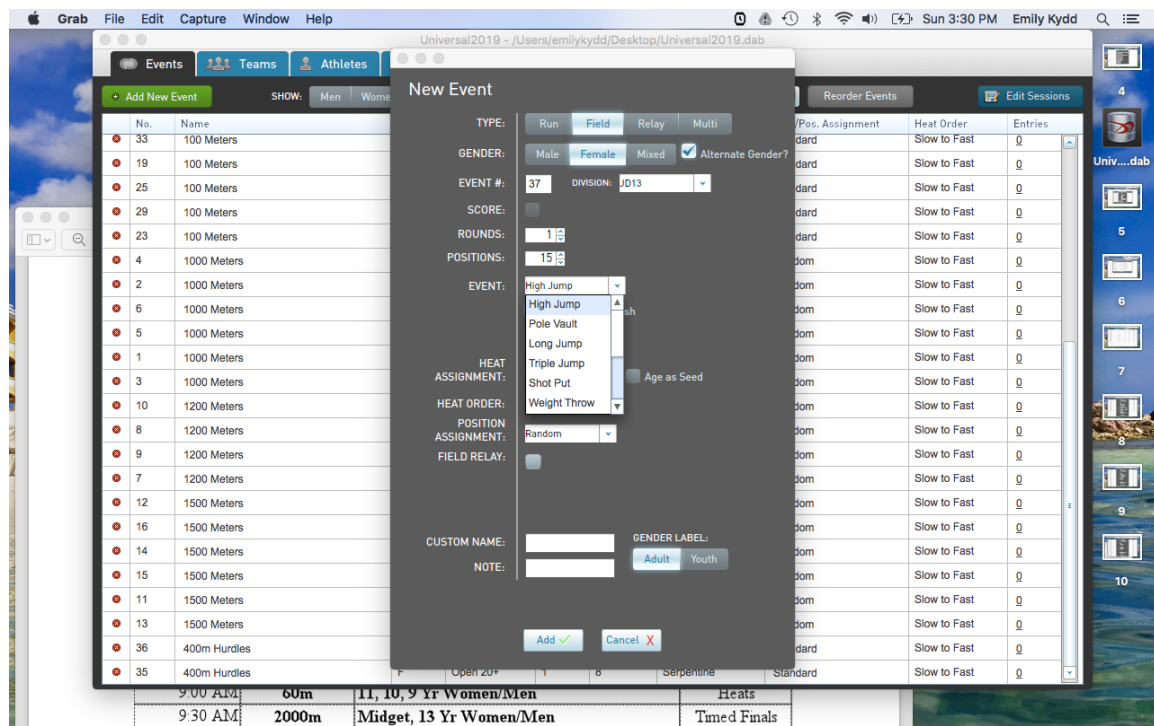 Grab File Edit Capture Window Help Sun 3:30 PM Emily Kydd
Universal2019 - /Users/emilykydd/Desktop/Universal2019.dab
Events Teams Athletes
Add New Event SHOW: Men Wome Reorder Events Edit Sessions
No. Name /Pos. Assignment Heat Order Entries
33 100 Meters dard Slow to Fast 0
19 100 Meters dard Slow to Fast 0
25 100 Meters dard Slow to Fast 0
29 100 Meters dard Slow to Fast 0
23 100 Meters dard Slow to Fast 0
4 1000 Meters dom Slow to Fast 0
2 1000 Meters dom Slow to Fast 0
6 1000 Meters dom Slow to Fast 0
5 1000 Meters dom Slow to Fast 0
1 1000 Meters dom Slow to Fast 0
3 1000 Meters dom Slow to Fast 0
10 1200 Meters dom Slow to Fast 0
8 1200 Meters dom Slow to Fast 0
9 1200 Meters dom Slow to Fast 0
7 1200 Meters dom Slow to Fast 0
12 1500 Meters dom Slow to Fast 0
16 1500 Meters dom Slow to Fast 0
14 1500 Meters dom Slow to Fast 0
15 1500 Meters dom Slow to Fast 0
11 1500 Meters dom Slow to Fast 0
13 1500 Meters dom Slow to Fast 0
36 400m Hurdles dard Slow to Fast 0
35 400m Hurdles F Open 20+ 1 8 Serpentine Standard Slow to Fast 0
New Event
TYPE: Run Field Relay Multi
GENDER: Male Female Mixed Alternate Gender?
EVENT #: 37 DIVISION: JD13
SCORE:
ROUNDS: 1
POSITIONS: 15
EVENT: High Jump
High Jump
sh
Pole Vault
Long Jump
Triple Jump
Shot Put
Weight Throw
HEAT ASSIGNMENT: Age as Seed
HEAT ORDER:
POSITION ASSIGNMENT: Random
FIELD RELAY:
CUSTOM NAME:
NOTE:
GENDER LABEL:
Adult Youth
Add Cancel X
9:00 AM 60m 11, 10, 9 Yr Women/Men Heats
9:30 AM 2000m Midget, 13 Yr Women/Men Timed Finals
4
Univ....dab
5
6
7
8
9
10